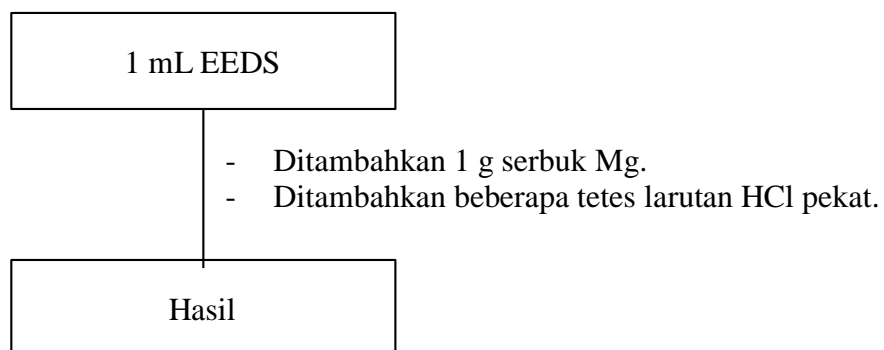 1 mL EEDS
- Ditambahkan 1 g serbuk Mg.
- Ditambahkan beberapa tetes larutan HCl pekat.
Hasil